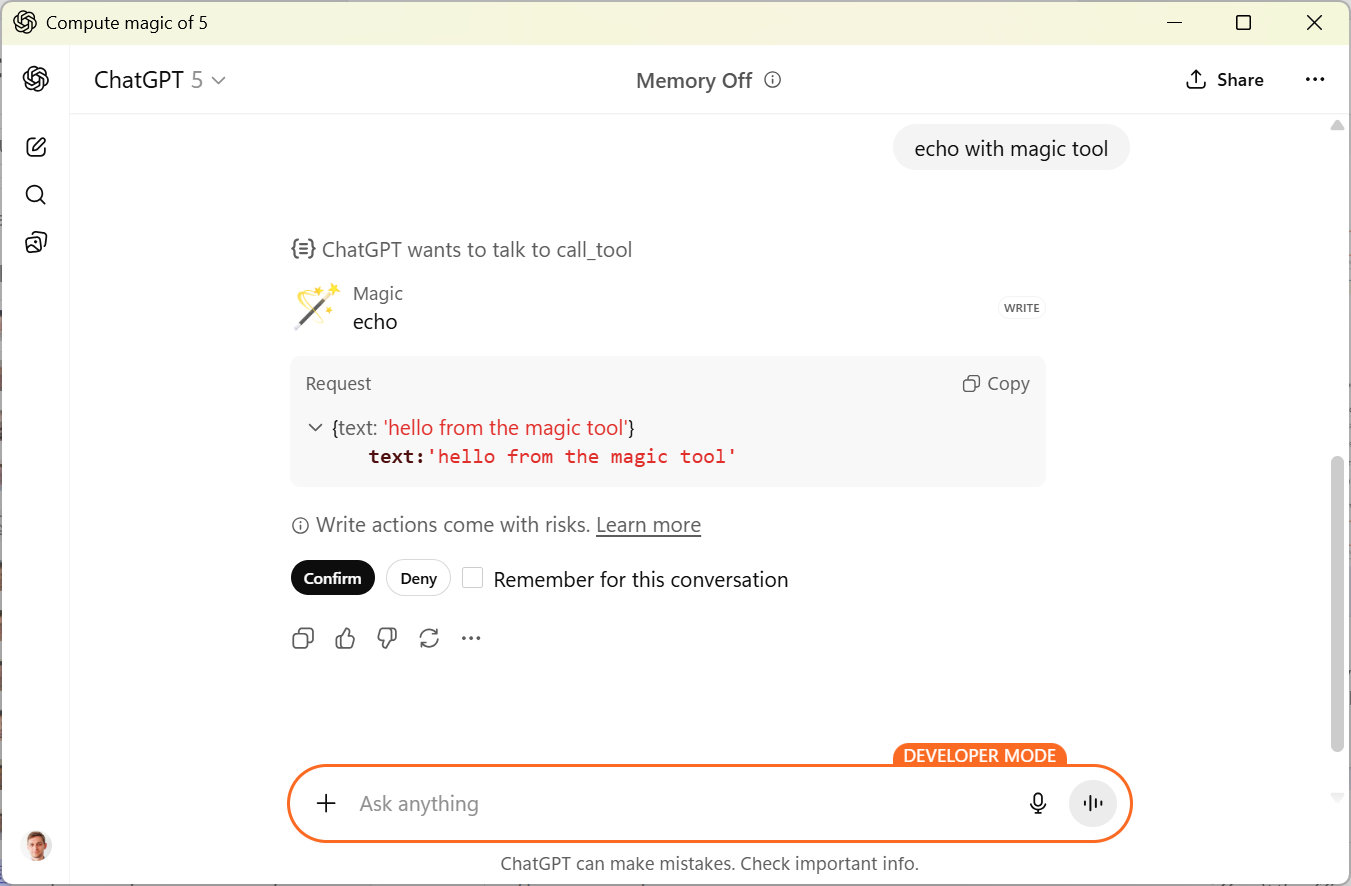 Compute magic of 5
ChatGPT 5
Memory Off
Share
echo with magic tool
ChatGPT wants to talk to call_tool
Magic
echo
WRITE
Request
Copy
{text: 'hello from the magic tool'}
text:'hello from the magic tool'
Write actions come with risks. Learn more
Confirm
Deny
Remember for this conversation
DEVELOPER MODE
Ask anything
ChatGPT can make mistakes. Check important info.